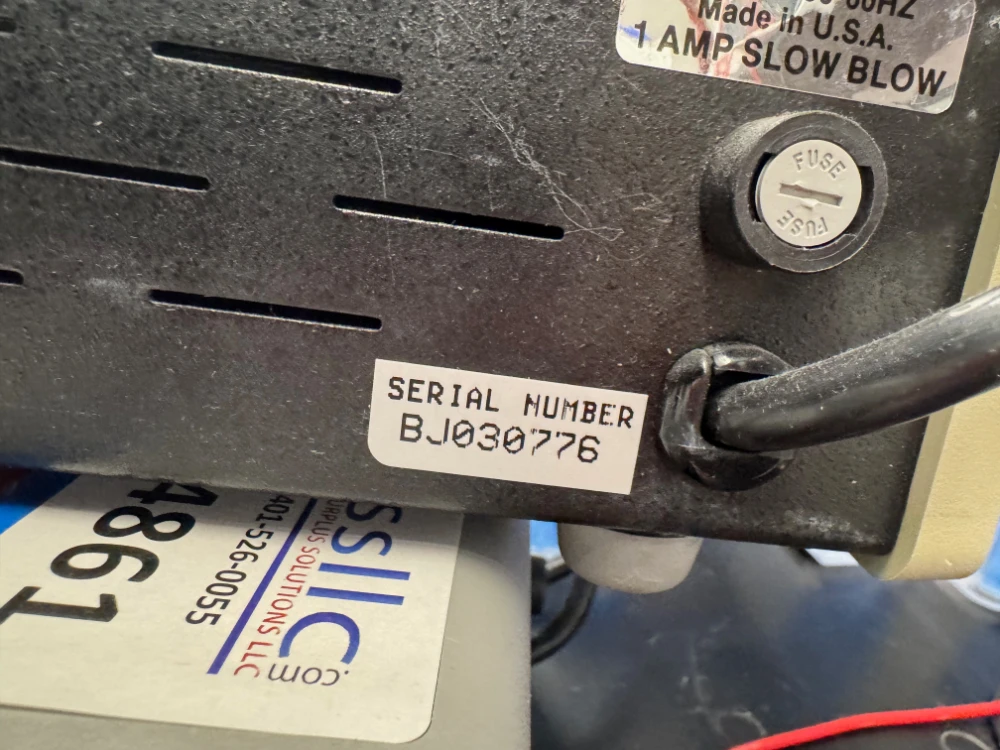 60HZ
Made in U.S.A.
1 AMP SLOW BLOW
FUSE
FUSE
SERIAL NUMBER
BJ030776
4861
401-526-0055
ssllc
.com
SURPLUS SOLUTIONS LLC